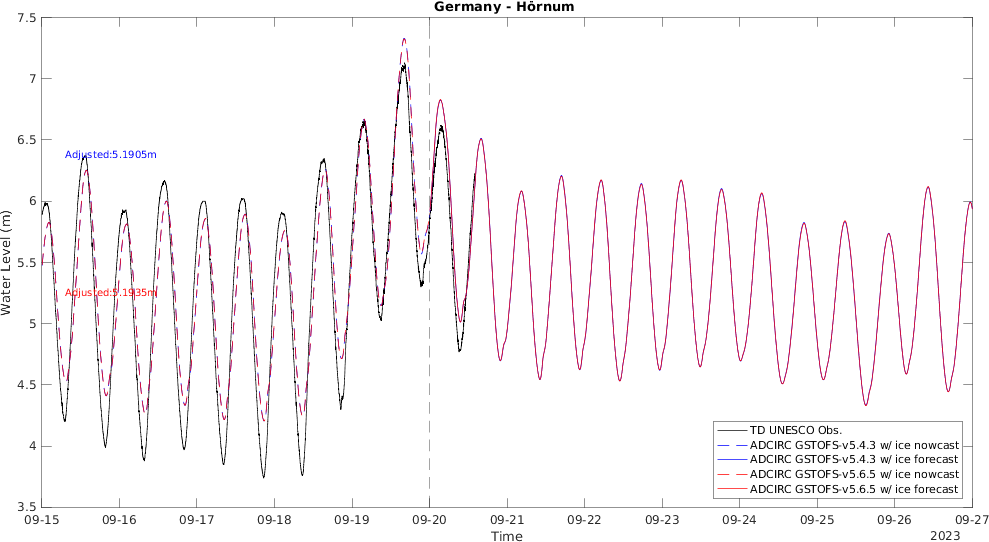 Germany - Hörnum
7.5
7
6.5
6
5.5
5
4.5
4
3.5
Water Level (m)
Adjusted:5.1905m
Adjusted:5.1935m
TD UNESCO Obs.
ADCIRC GSTOFS-v5.4.3 w/ ice nowcast
ADCIRC GSTOFS-v5.4.3 w/ ice forecast
ADCIRC GSTOFS-v5.6.5 w/ ice nowcast
ADCIRC GSTOFS-v5.6.5 w/ ice forecast
09-15 09-16 09-17 09-18 09-19 09-20 09-21 09-22 09-23 09-24 09-25 09-26 09-27
Time
2023